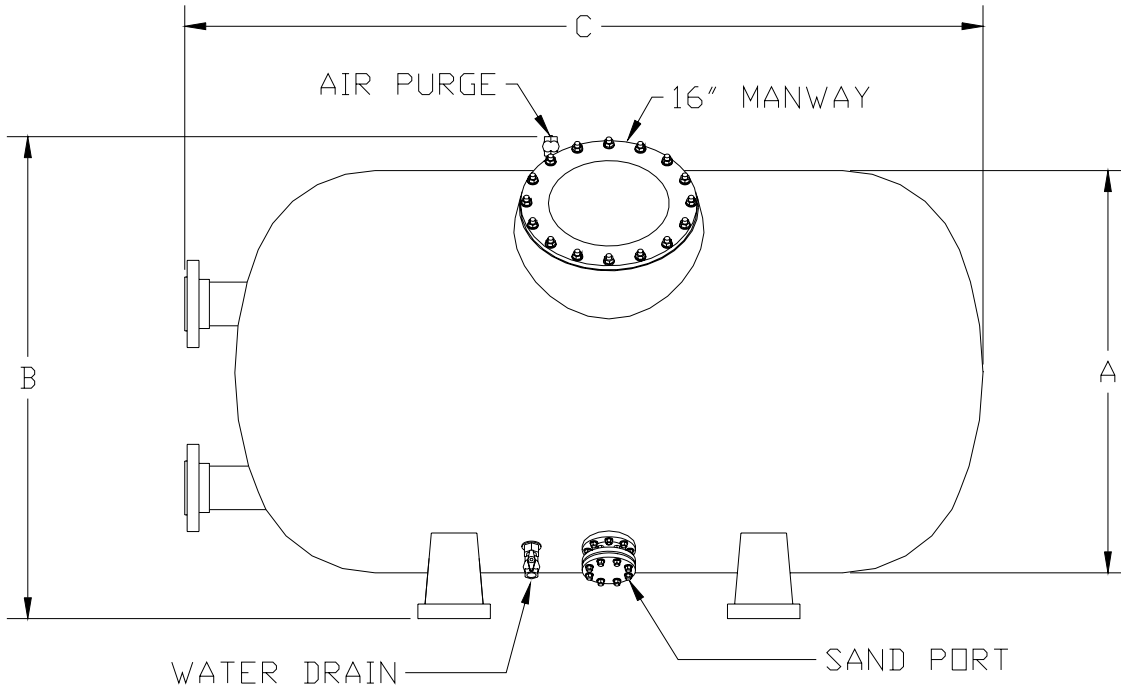 C
AIR PURGE
16" MANWAY
B
A
WATER DRAIN
SAND PORT